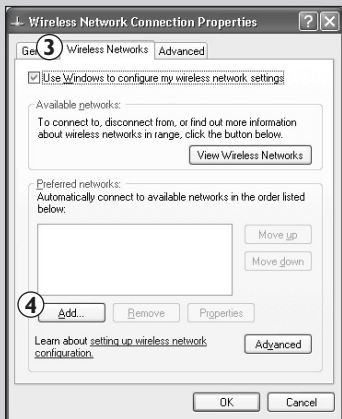 Wireless Network Connection Properties
3
Wireless Networks
Advanced
Use Windows to configure my wireless network settings
Available networks:
To connect to, disconnect from, or find out more information
about wireless networks in range, click the button below.
View Wireless Networks
Preferred networks:
Automatically connect to available networks in the order listed
below:
Move up
Move down
4
Add...
Remove
Properties
Learn about setting up wireless network
configuration.
Advanced
OK
Cancel